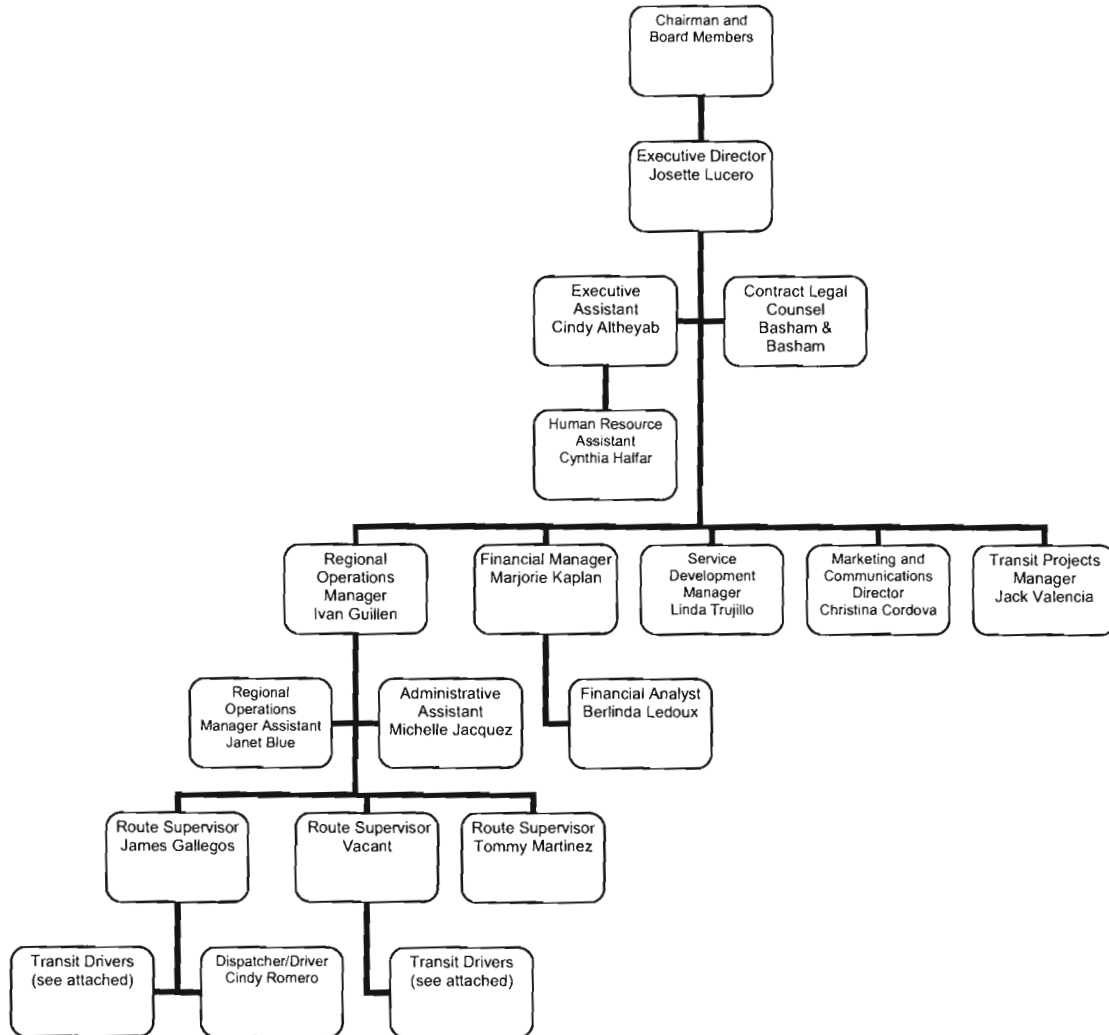 Chairman and
Board Members
Executive Director
Josette Lucero
Executive
Assistant
Cindy Altheyab
Contract Legal
Counsel
Basham &
Basham
Human Resource
Assistant
Cynthia Halfar
Regional
Operations
Manager
Ivan Guillen
Financial Manager
Marjorie Kaplan
Service
Development
Manager
Linda Trujillo
Marketing and
Communications
Director
Christina Cordova
Transit Projects
Manager
Jack Valencia
Regional
Operations
Manager Assistant
Janet Blue
Administrative
Assistant
Michelle Jacquez
Financial Analyst
Berlinda Ledoux
Route Supervisor
James Gallegos
Route Supervisor
Vacant
Route Supervisor
Tommy Martinez
Transit Drivers
(see attached)
Dispatcher/Driver
Cindy Romero
Transit Drivers
(see attached)